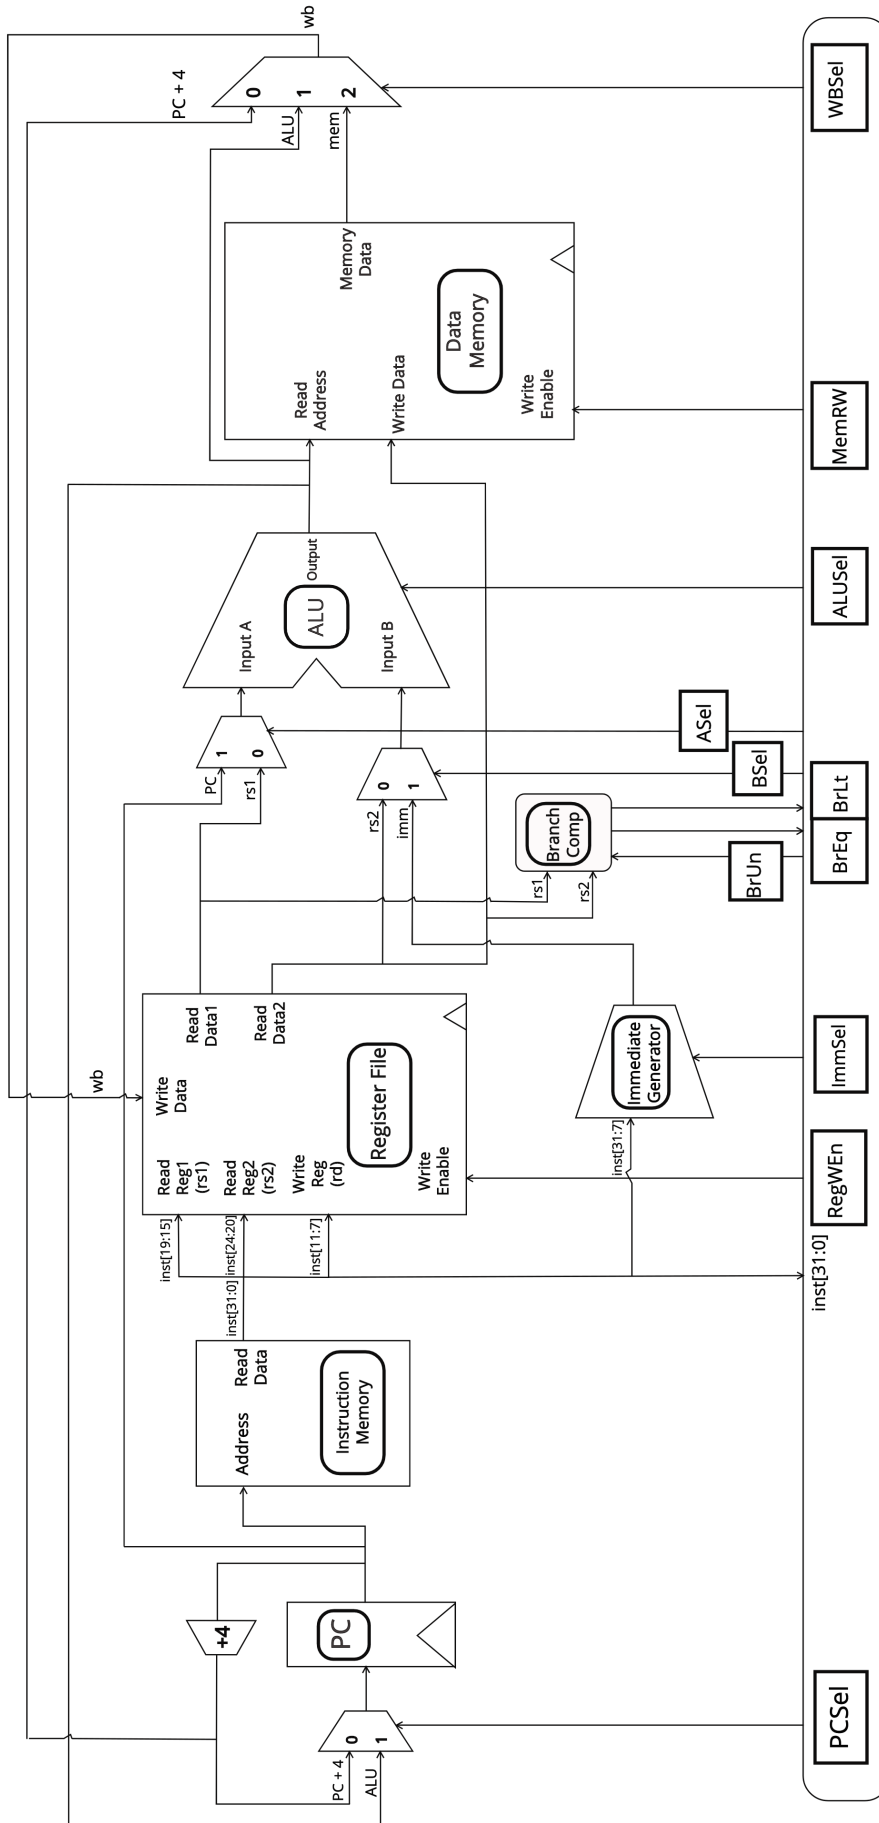 PC + 4
ALU
0
1
PCSel
+4
PC
Address
Read
Data
Instruction
Memory
inst[31:0]
inst[19:15]
inst[24:20]
inst[11:7]
inst[31:0]
Read
Reg1
(rs1)
Read
Reg2
(rs2)
Write
Reg
(rd)
Write
Enable
Register File
wb
Write
Data
Read
Data1
Read
Data2
RegWEn
inst[31:7]
Immediate
Generator
ImmSel
rs1
rs2
Branch
Comp
BrUn
BrEq
BrLt
PC
rs1
1
0
rs2
imm
0
1
BSel
ASel
Input A
Input B
ALU
Output
ALUSel
Read
Address
Write Data
Write
Enable
Data
Memory
Memory
Data
MemRW
PC + 4
ALU
mem
0
1
2
wb
WBSel